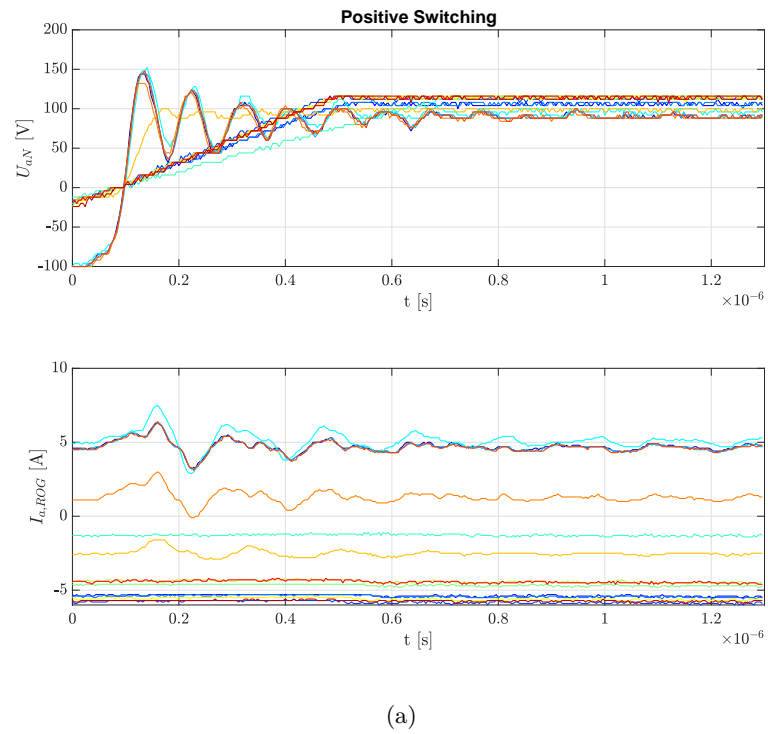 Positive Switching
200
150
100
50
0
-50
-100
U_{aN} [V]
0 0.2 0.4 0.6 0.8 1 1.2
×10^{-6}
t [s]
10
5
0
-5
I_{a,ROG} [A]
0 0.2 0.4 0.6 0.8 1 1.2
×10^{-6}
t [s]
(a)